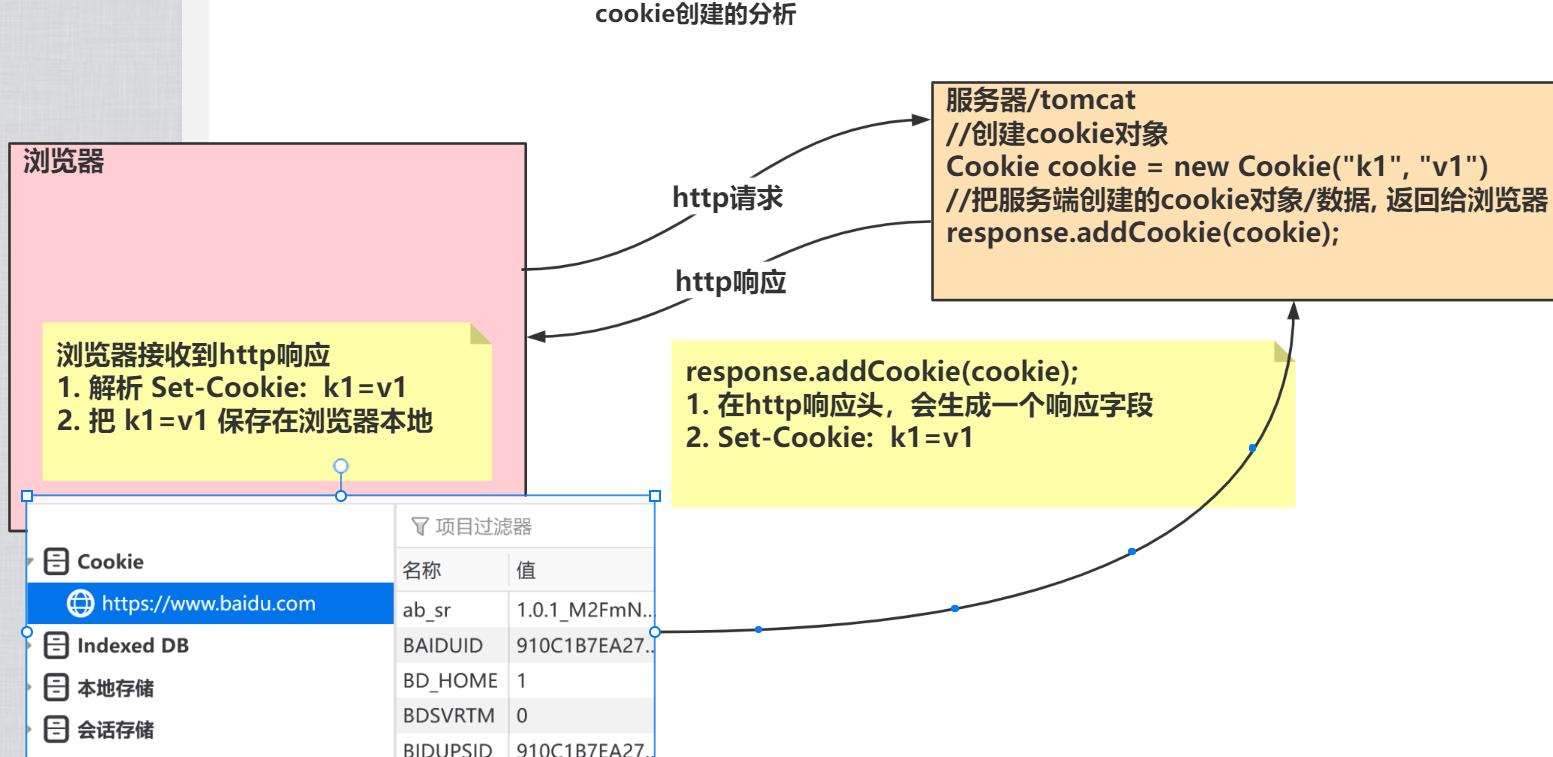 cookie创建的分析
浏览器
服务器/tomcat
//创建cookie对象
Cookie cookie = new Cookie("k1", "v1")
//把服务端创建的cookie对象/数据, 返回给浏览器
response.addCookie(cookie);
http请求
http响应
浏览器接收到http响应
1. 解析 Set-Cookie: k1=v1
2. 把 k1=v1 保存在浏览器本地
response.addCookie(cookie);
1. 在http响应头，会生成一个响应字段
2. Set-Cookie: k1=v1
Cookie
https://www.baidu.com
Indexed DB
本地存储
会话存储
项目过滤器
名称 值
ab_sr 1.0.1_M2FmN...
BAIDUID 910C1B7EA27...
BD_HOME 1
BDSVRTM 0
BIDUPSID 910C1B7EA27...